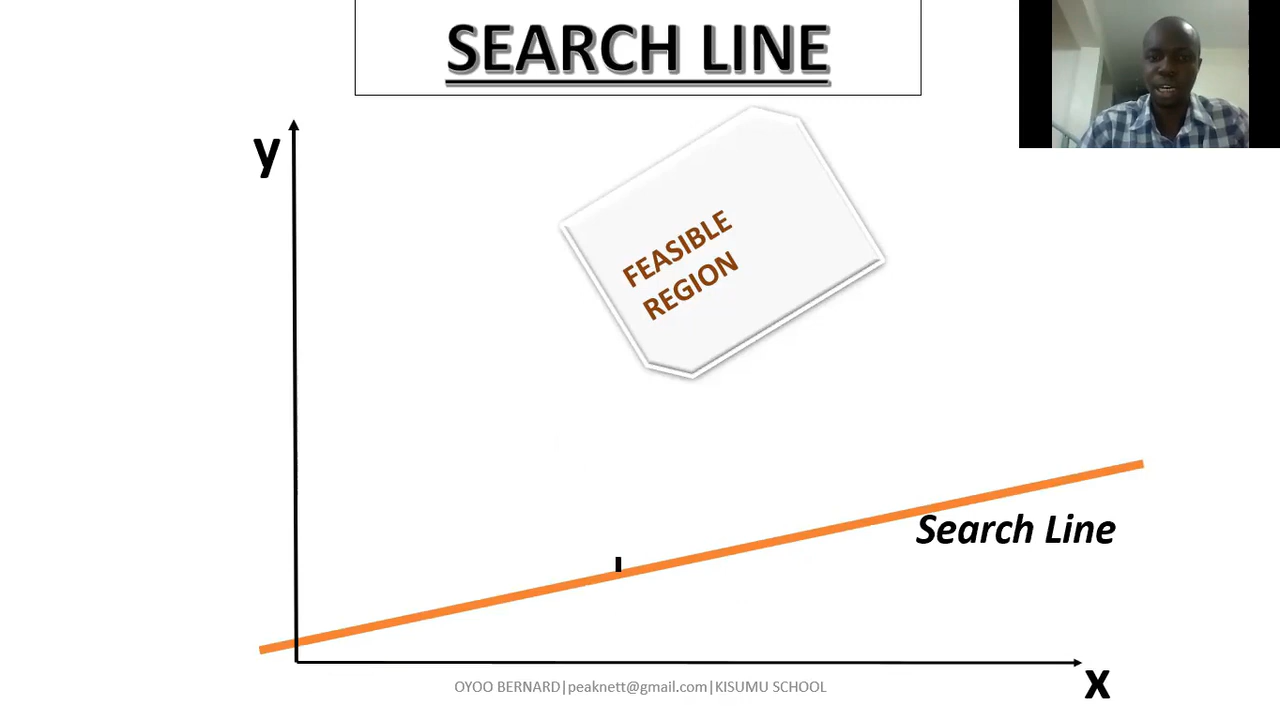 SEARCH LINE
y
FEASIBLE
REGION
Search Line
x
OYOO BERNARD|peaknett@gmail.com|KISUMU SCHOOL